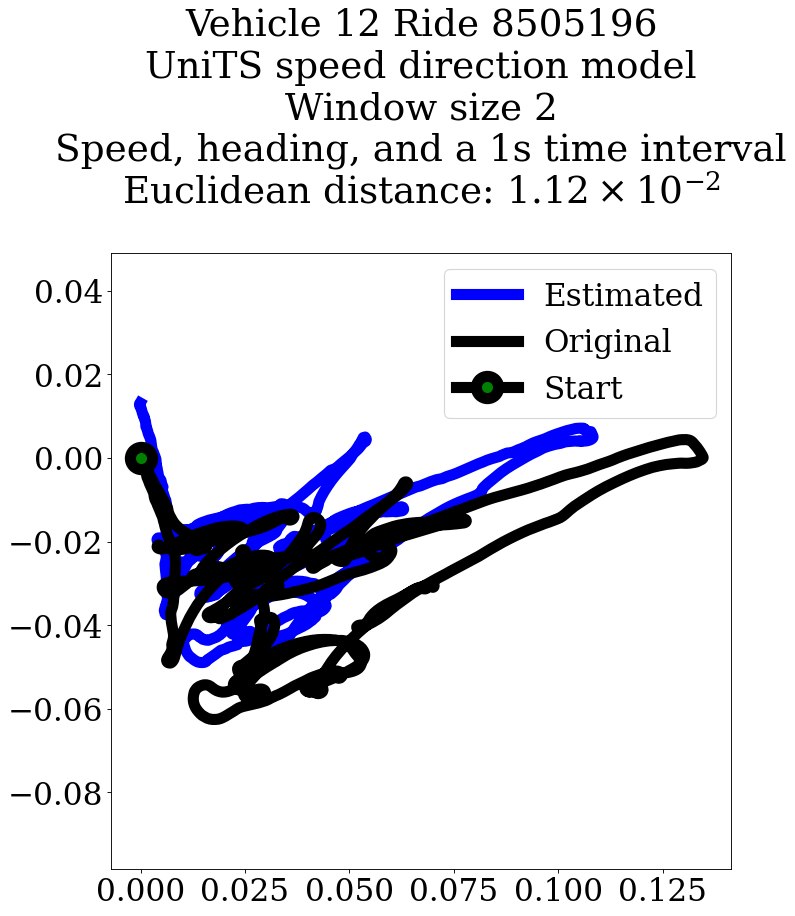 Vehicle 12 Ride 8505196
UniTS speed direction model
Window size 2
Speed, heading, and a 1s time interval
Euclidean distance: 1.12 × 10⁻²
Estimated
Original
Start
0.04
0.02
0.00
−0.02
−0.04
−0.06
−0.08
0.000 0.025 0.050 0.075 0.100 0.125